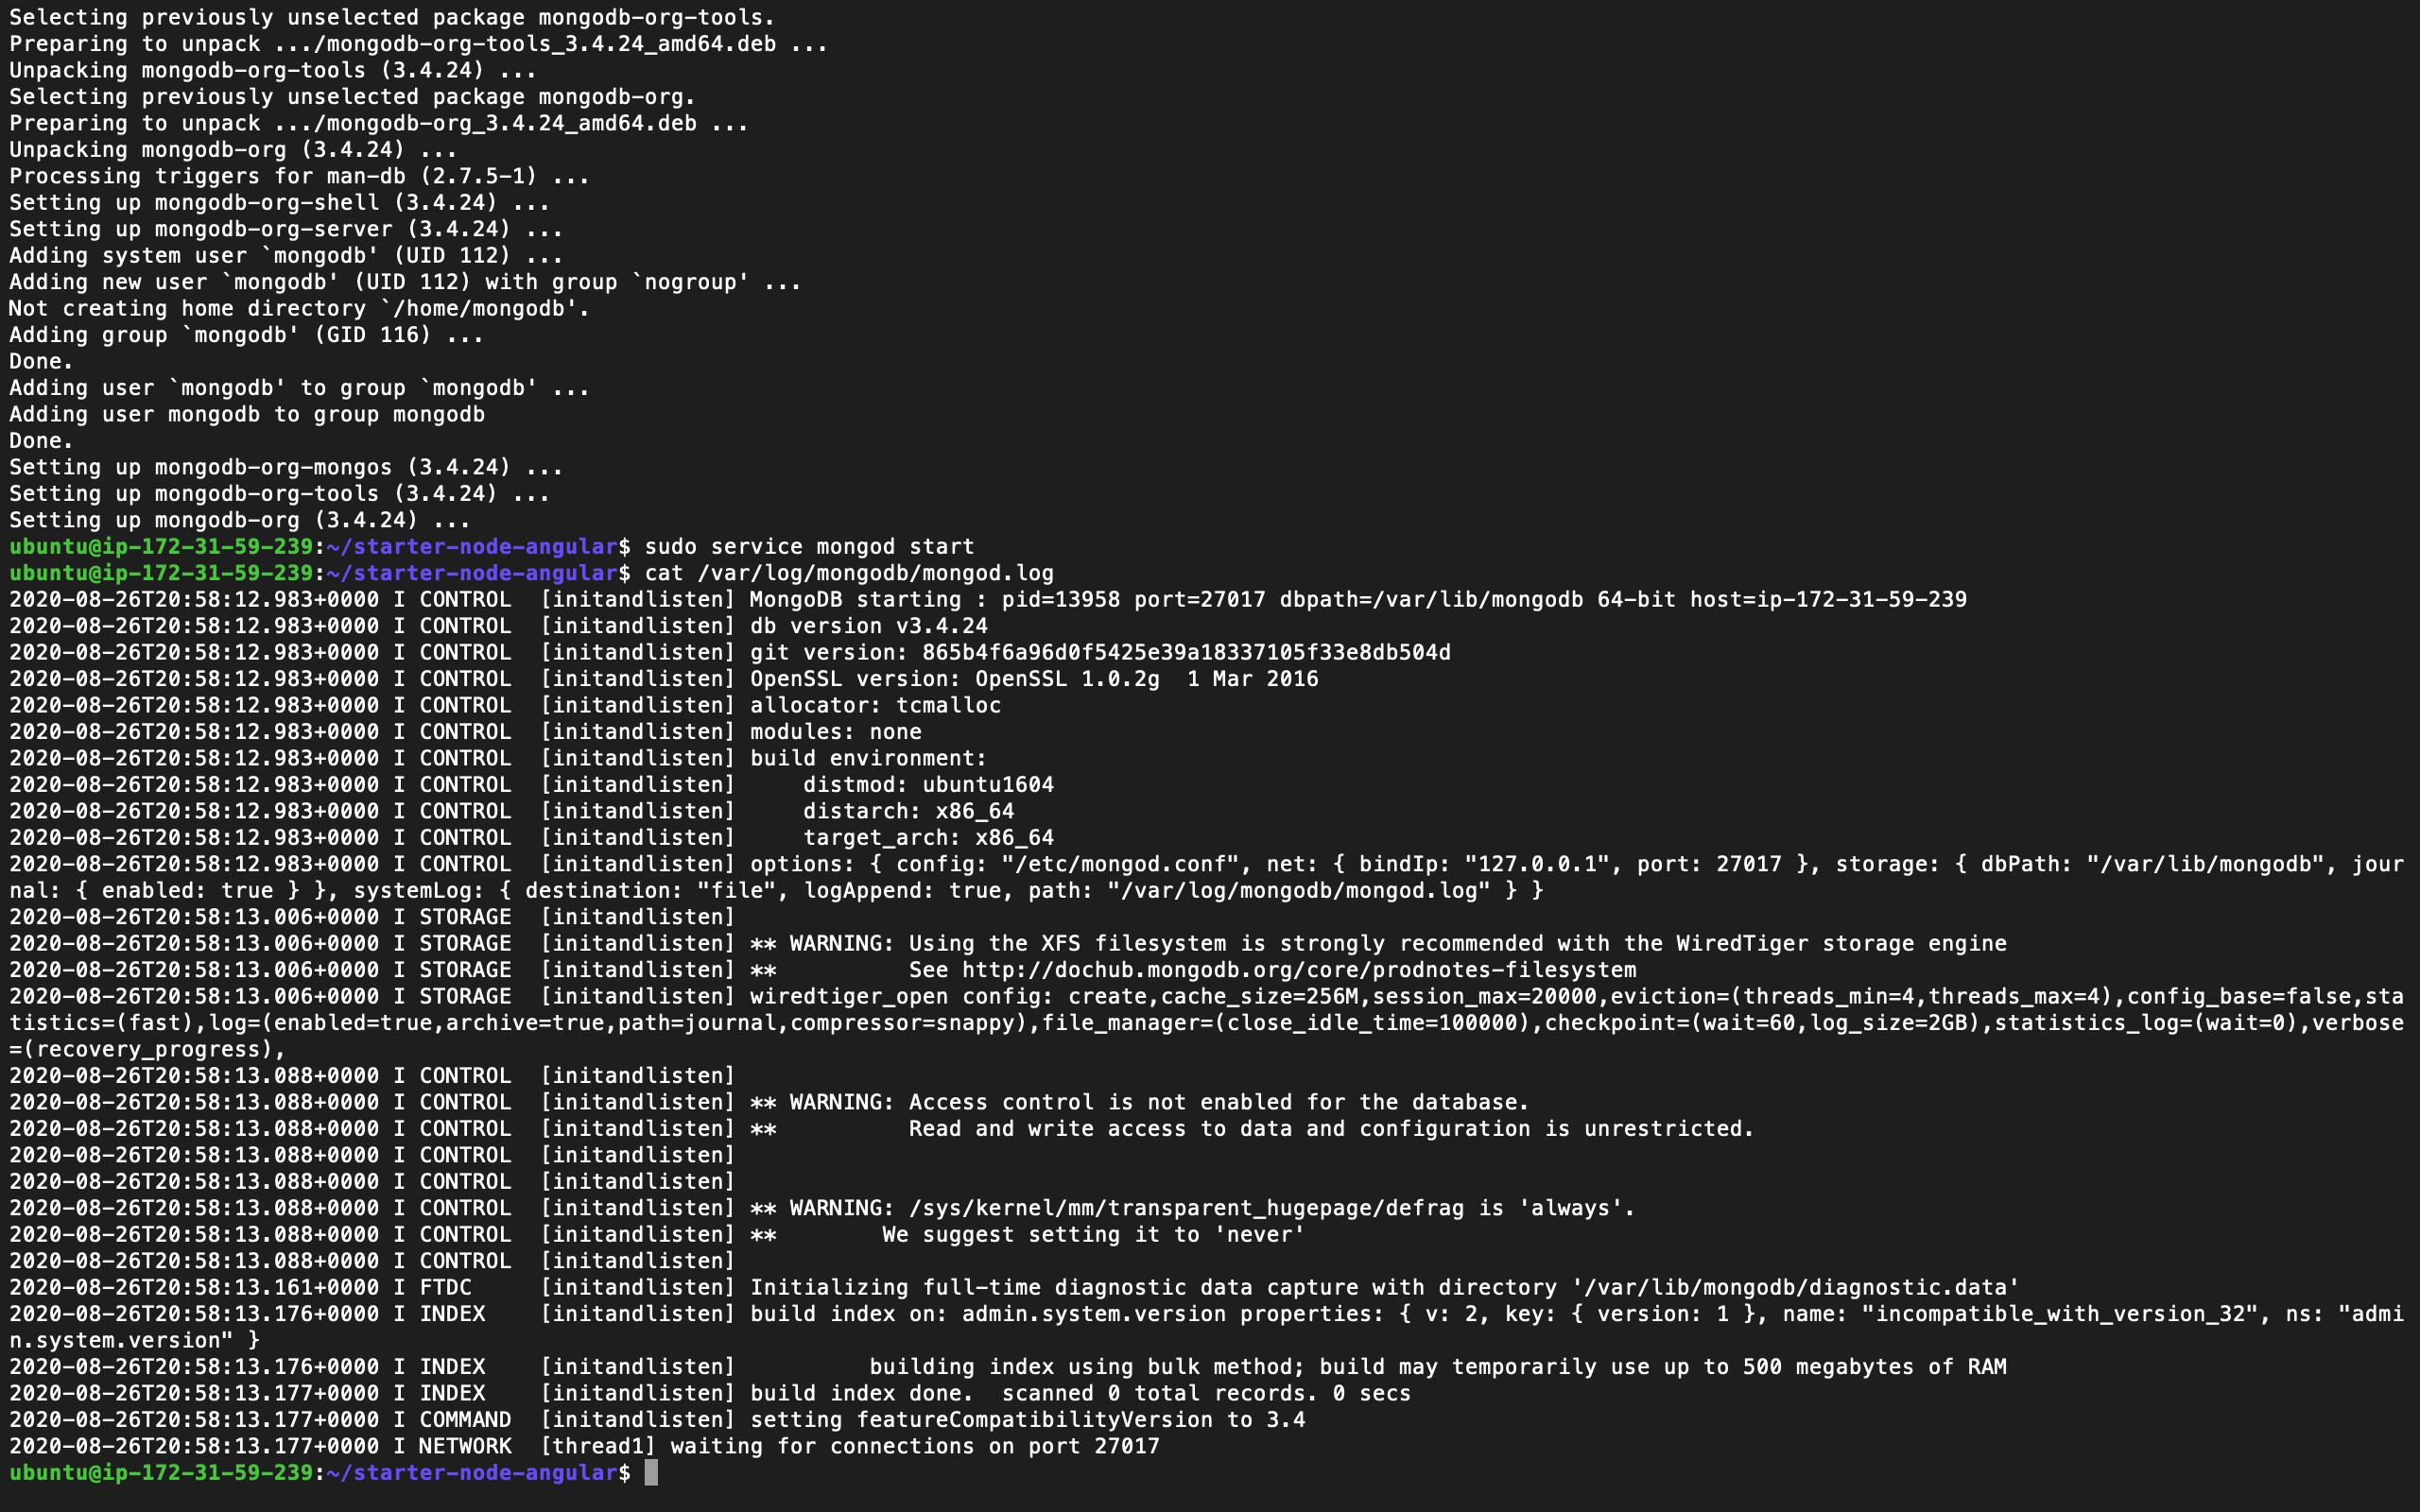 Selecting previously unselected package mongodb-org-tools.
Preparing to unpack .../mongodb-org-tools_3.4.24_amd64.deb ...
Unpacking mongodb-org-tools (3.4.24) ...
Selecting previously unselected package mongodb-org.
Preparing to unpack .../mongodb-org_3.4.24_amd64.deb ...
Unpacking mongodb-org (3.4.24) ...
Processing triggers for man-db (2.7.5-1) ...
Setting up mongodb-org-shell (3.4.24) ...
Setting up mongodb-org-server (3.4.24) ...
Adding system user `mongodb' (UID 112) ...
Adding new user `mongodb' (UID 112) with group `nogroup' ...
Not creating home directory `/home/mongodb'.
Adding group `mongodb' (GID 116) ...
Done.
Adding user `mongodb' to group `mongodb' ...
Adding user mongodb to group mongodb
Done.
Setting up mongodb-org-mongos (3.4.24) ...
Setting up mongodb-org-tools (3.4.24) ...
Setting up mongodb-org (3.4.24) ...
ubuntu@ip-172-31-59-239:~/starter-node-angular$ sudo service mongod start
ubuntu@ip-172-31-59-239:~/starter-node-angular$ cat /var/log/mongodb/mongod.log
2020-08-26T20:58:12.983+0000 I CONTROL  [initandlisten] MongoDB starting : pid=13958 port=27017 dbpath=/var/lib/mongodb 64-bit host=ip-172-31-59-239
2020-08-26T20:58:12.983+0000 I CONTROL  [initandlisten] db version v3.4.24
2020-08-26T20:58:12.983+0000 I CONTROL  [initandlisten] git version: 865b4f6a96d0f5425e39a18337105f33e8db504d
2020-08-26T20:58:12.983+0000 I CONTROL  [initandlisten] OpenSSL version: OpenSSL 1.0.2g  1 Mar 2016
2020-08-26T20:58:12.983+0000 I CONTROL  [initandlisten] allocator: tcmalloc
2020-08-26T20:58:12.983+0000 I CONTROL  [initandlisten] modules: none
2020-08-26T20:58:12.983+0000 I CONTROL  [initandlisten] build environment:
2020-08-26T20:58:12.983+0000 I CONTROL  [initandlisten]     distmod: ubuntu1604
2020-08-26T20:58:12.983+0000 I CONTROL  [initandlisten]     distarch: x86_64
2020-08-26T20:58:12.983+0000 I CONTROL  [initandlisten]     target_arch: x86_64
2020-08-26T20:58:12.983+0000 I CONTROL  [initandlisten] options: { config: "/etc/mongod.conf", net: { bindIp: "127.0.0.1", port: 27017 }, storage: { dbPath: "/var/lib/mongodb", jour
nal: { enabled: true } }, systemLog: { destination: "file", logAppend: true, path: "/var/log/mongodb/mongod.log" } }
2020-08-26T20:58:13.006+0000 I STORAGE  [initandlisten]
2020-08-26T20:58:13.006+0000 I STORAGE  [initandlisten] ** WARNING: Using the XFS filesystem is strongly recommended with the WiredTiger storage engine
2020-08-26T20:58:13.006+0000 I STORAGE  [initandlisten] **          See http://dochub.mongodb.org/core/prodnotes-filesystem
2020-08-26T20:58:13.006+0000 I STORAGE  [initandlisten] wiredtiger_open config: create,cache_size=256M,session_max=20000,eviction=(threads_min=4,threads_max=4),config_base=false,sta
tistics=(fast),log=(enabled=true,archive=true,path=journal,compressor=snappy),file_manager=(close_idle_time=100000),checkpoint=(wait=60,log_size=2GB),statistics_log=(wait=0),verbose
=(recovery_progress),
2020-08-26T20:58:13.088+0000 I CONTROL  [initandlisten]
2020-08-26T20:58:13.088+0000 I CONTROL  [initandlisten] ** WARNING: Access control is not enabled for the database.
2020-08-26T20:58:13.088+0000 I CONTROL  [initandlisten] **          Read and write access to data and configuration is unrestricted.
2020-08-26T20:58:13.088+0000 I CONTROL  [initandlisten]
2020-08-26T20:58:13.088+0000 I CONTROL  [initandlisten]
2020-08-26T20:58:13.088+0000 I CONTROL  [initandlisten] ** WARNING: /sys/kernel/mm/transparent_hugepage/defrag is 'always'.
2020-08-26T20:58:13.088+0000 I CONTROL  [initandlisten] **        We suggest setting it to 'never'
2020-08-26T20:58:13.088+0000 I CONTROL  [initandlisten]
2020-08-26T20:58:13.161+0000 I FTDC     [initandlisten] Initializing full-time diagnostic data capture with directory '/var/lib/mongodb/diagnostic.data'
2020-08-26T20:58:13.176+0000 I INDEX    [initandlisten] build index on: admin.system.version properties: { v: 2, key: { version: 1 }, name: "incompatible_with_version_32", ns: "admi
n.system.version" }
2020-08-26T20:58:13.176+0000 I INDEX    [initandlisten]          building index using bulk method; build may temporarily use up to 500 megabytes of RAM
2020-08-26T20:58:13.177+0000 I INDEX    [initandlisten] build index done.  scanned 0 total records. 0 secs
2020-08-26T20:58:13.177+0000 I COMMAND  [initandlisten] setting featureCompatibilityVersion to 3.4
2020-08-26T20:58:13.177+0000 I NETWORK  [thread1] waiting for connections on port 27017
ubuntu@ip-172-31-59-239:~/starter-node-angular$